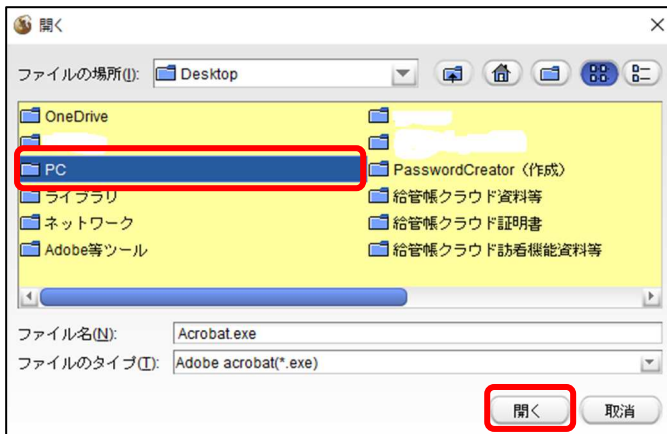 開く
ファイルの場所(I): Desktop
OneDrive
PC
PasswordCreator（作成）
ライブラリ
給管帳クラウド資料等
ネットワーク
給管帳クラウド証明書
Adobe等ツール
給管帳クラウド訪看機能資料等
ファイル名(N): Acrobat.exe
ファイルのタイプ(T): Adobe acrobat(*.exe)
開く 取消